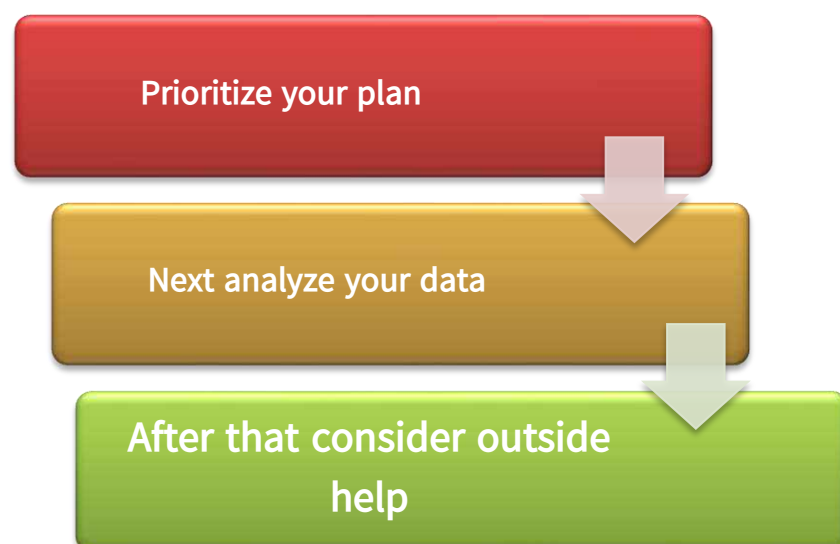 Prioritize your plan
Next analyze your data
After that consider outside
help